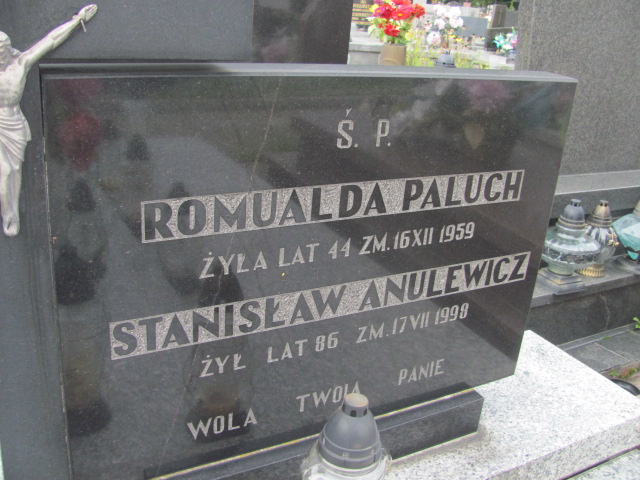 Ś. P.
ROMUALDA PALUCH
ŻYŁA LAT 44 ZM. 16 XII 1959
STANISŁAW ANULEWICZ
ŻYŁ LAT 86 ZM. 17 VII 1998
WOLA TWOJA PANIE